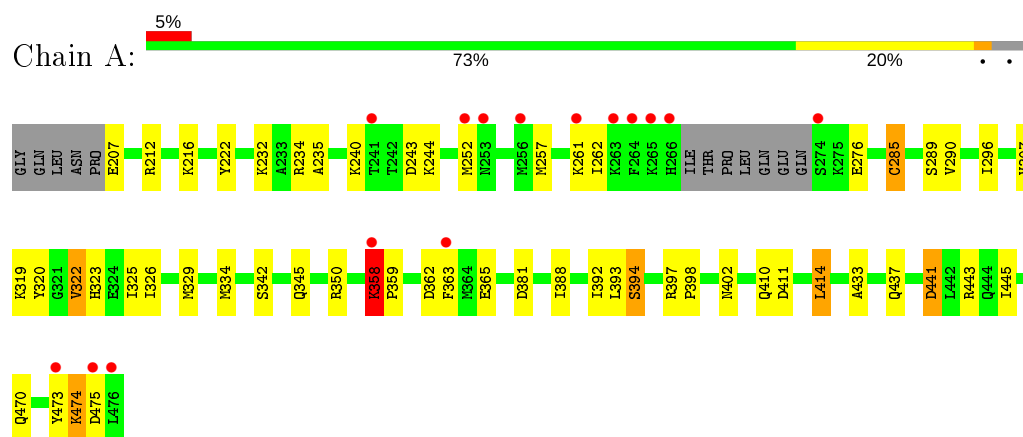 5%
Chain A:
73% 20% • •
GLY GLN LEU ASN PRO E207 R212 K216 Y222 K232 A233 R234 A235 K240 T241 T242 D243 K244 M252 N253 M256 M257 K261 I262 K263 F264 K265 H266 ILE THR PRO LEU GLN GLU GLN S274 K275 E276 C285 S289 V290 I296
K319 Y320 G321 V322 H323 E324 I325 I326 M329 M334 S342 Q345 R350 K358 P359 D362 F363 M364 E365 D381 I388 I392 L393 S394 R397 P398 N402 Q410 D411 L414 A433 Q437 D441 L442 R443 Q444 I445
Q470 Y473 K474 D475 L476